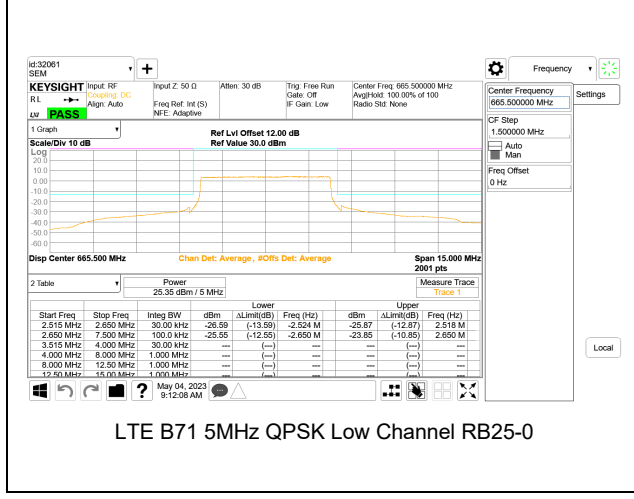 id:32061
SEM
+
Frequency
KEYSIGHT
RL
LXI PASS
Input: RF
Coupling: DC
Align: Auto
Input Z: 50 Ω
Freq Ref: Int (S)
NFE: Adaptive
Atten: 30 dB
Trig: Free Run
Gate: Off
IF Gain: Low
Center Freq: 665.500000 MHz
Avg|Hold: 100.00% of 100
Radio Std: None
Center Frequency
665.500000 MHz
Settings
CF Step
1.500000 MHz
Auto
Man
Freq Offset
0 Hz
Local
1 Graph
Scale/Div 10 dB
Ref Lvl Offset 12.00 dB
Ref Value 30.0 dBm
Log
20.0
10.0
0.00
-10.0
-20.0
-30.0
-40.0
-50.0
-60.0
Disp Center 665.500 MHz
Chan Det: Average, #Offs Det: Average
Span 15.000 MHz
2001 pts
2 Table
Power
25.35 dBm / 5 MHz
Measure Trace
Trace 1
Lower Upper
Start Freq Stop Freq Integ BW dBm ΔLimit(dB) Freq (Hz) dBm ΔLimit(dB) Freq (Hz)
2.515 MHz 2.650 MHz 30.00 kHz -26.59 (-13.59) -2.524 M -25.87 (-12.87) 2.518 M
2.650 MHz 7.500 MHz 100.0 kHz -25.55 (-12.55) -2.650 M -23.85 (-10.85) 2.650 M
3.515 MHz 4.000 MHz 30.00 kHz --- (---) --- --- (---) ---
4.000 MHz 8.000 MHz 1.000 MHz --- (---) --- --- (---) ---
8.000 MHz 12.50 MHz 1.000 MHz --- (---) --- --- (---) ---
12.50 MHz 15.00 MHz 1.000 MHz --- (---) --- --- (---) ---
?
May 04, 2023
9:12:08 AM
LTE B71 5MHz QPSK Low Channel RB25-0